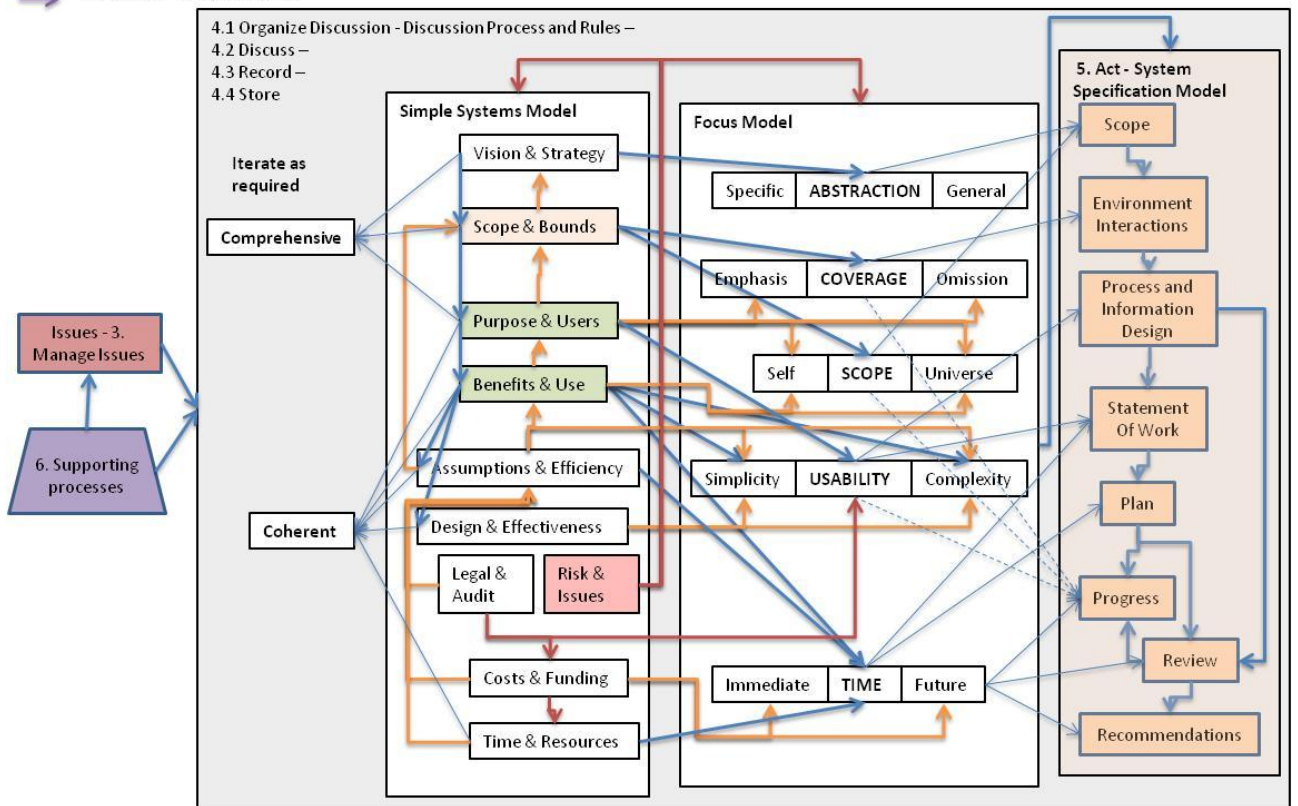 4.1 Organize Discussion - Discussion Process and Rules –
4.2 Discuss –
4.3 Record –
4.4 Store
Iterate as
required
Comprehensive
Coherent
Issues - 3.
Manage Issues
6. Supporting
processes
Simple Systems Model
Vision & Strategy
Scope & Bounds
Purpose & Users
Benefits & Use
Assumptions & Efficiency
Design & Effectiveness
Legal &
Audit
Risk &
Issues
Costs & Funding
Time & Resources
Focus Model
Specific ABSTRACTION General
Emphasis COVERAGE Omission
Self SCOPE Universe
Simplicity USABILITY Complexity
Immediate TIME Future
5. Act - System
Specification Model
Scope
Environment
Interactions
Process and
Information
Design
Statement
Of Work
Plan
Progress
Review
Recommendations